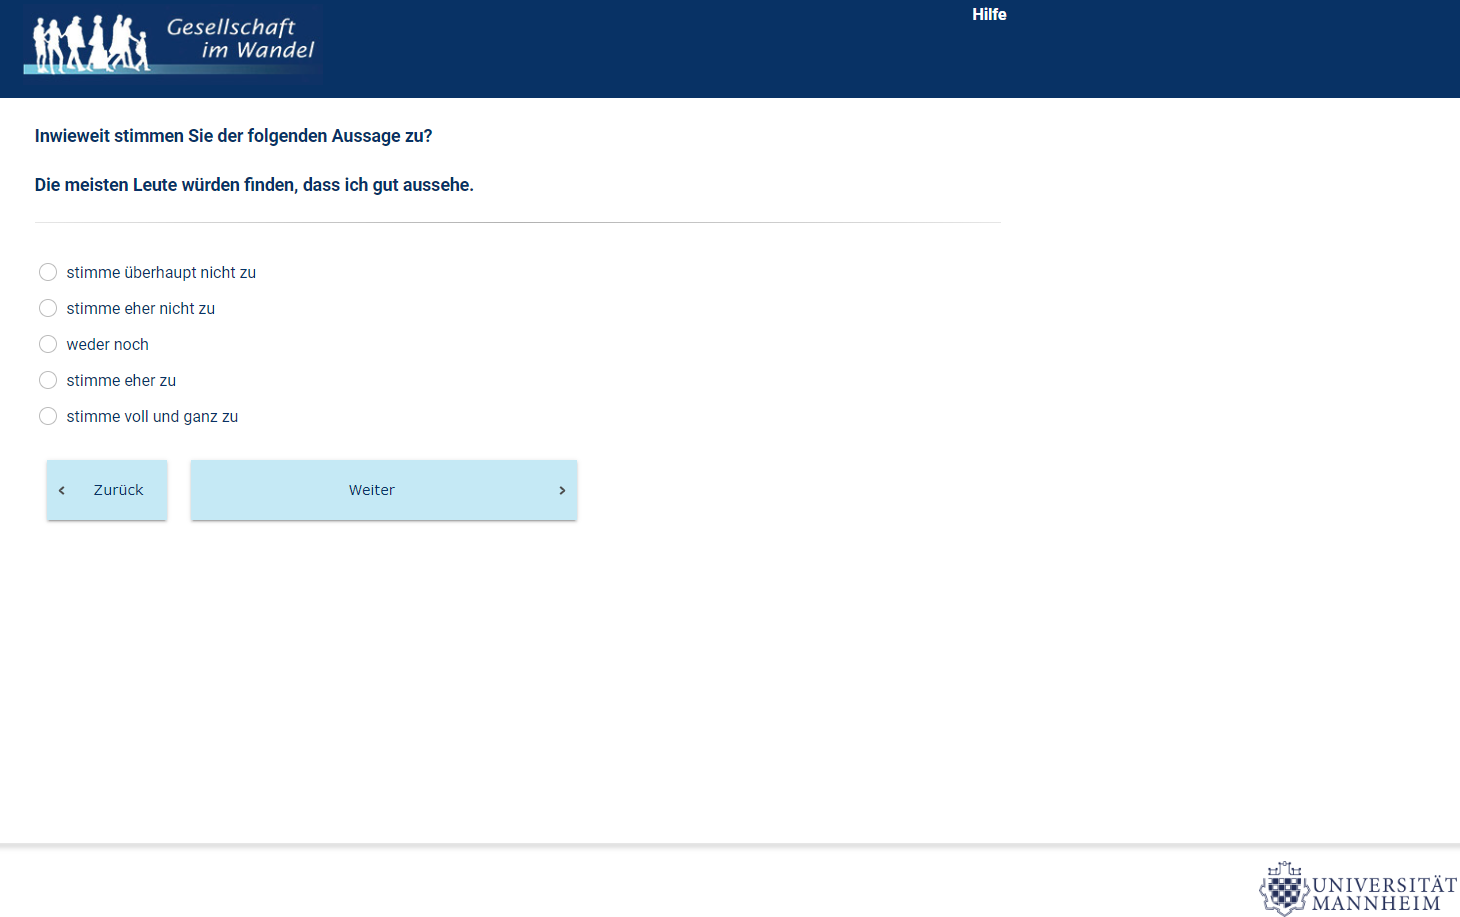 Gesellschaft
im Wandel
Hilfe
Inwieweit stimmen Sie der folgenden Aussage zu?
Die meisten Leute würden finden, dass ich gut aussehe.
stimme überhaupt nicht zu
stimme eher nicht zu
weder noch
stimme eher zu
stimme voll und ganz zu
Zurück
Weiter
UNIVERSITÄT
MANNHEIM